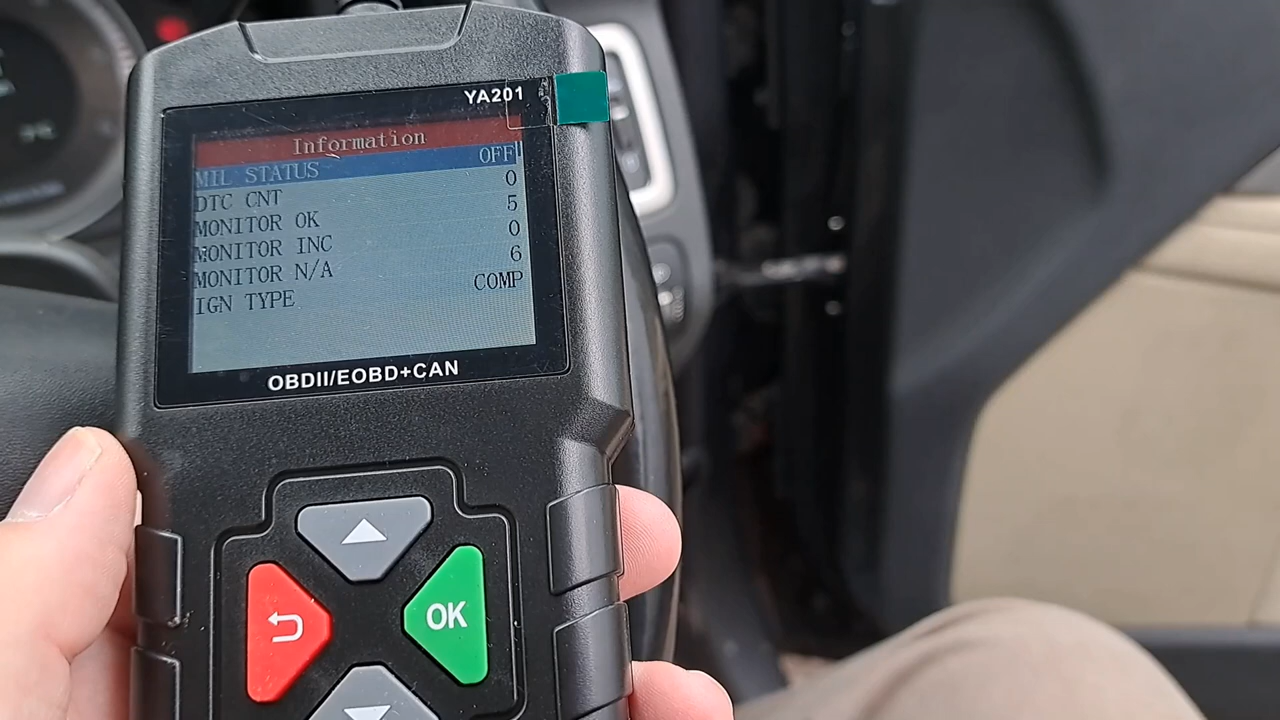 YA201
Information
MIL STATUS OFF
DTC CNT 0
MONITOR OK 5
MONITOR INC 0
MONITOR N/A 6
IGN TYPE COMP
OBDII/EOBD+CAN
OK